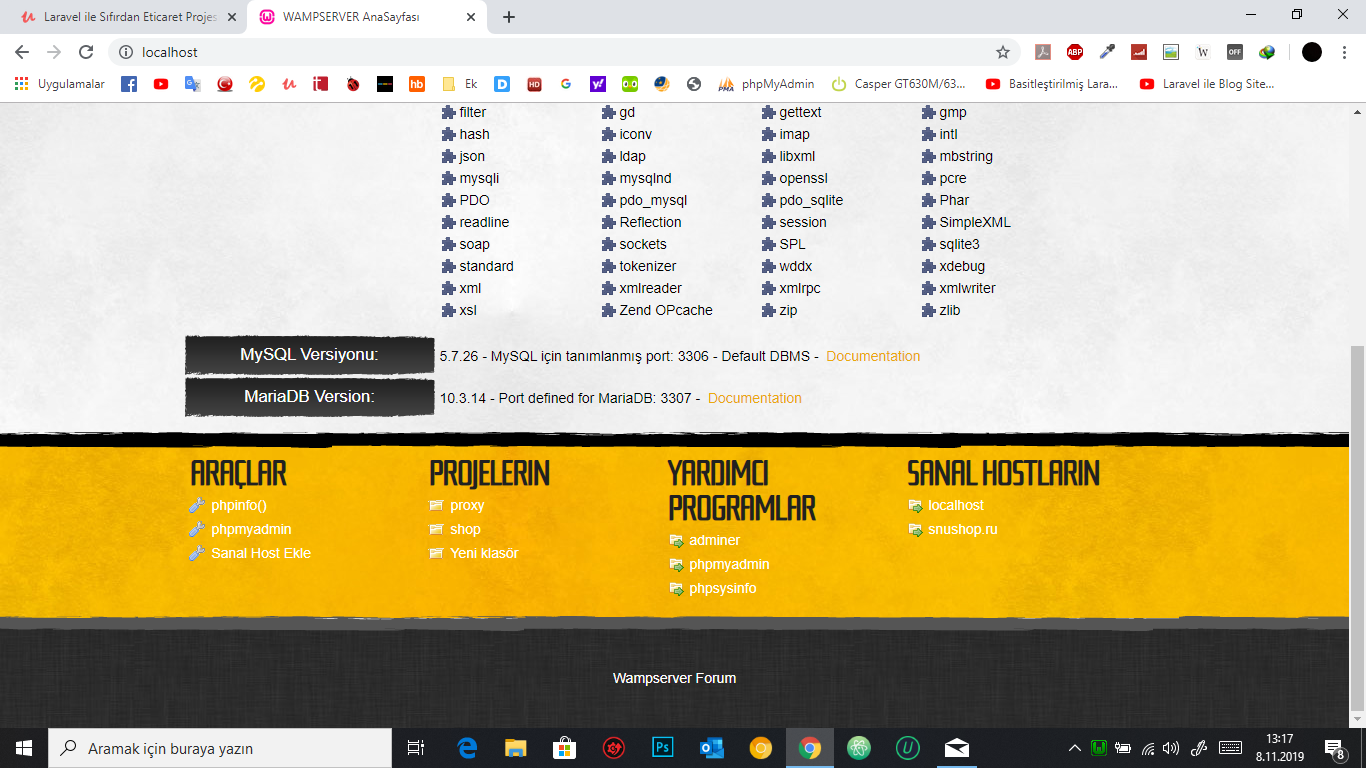 Laravel ile Sıfırdan Eticaret Projes
WAMPSERVER AnaSayfası
localhost
ABP
W
OFF
Uygulamalar
hb
Ek
D
HD
G
y!
PMA
phpMyAdmin
Casper GT630M/63...
Basitleştirilmiş Lara...
Laravel ile Blog Site...
filter gd gettext gmp
hash iconv imap intl
json ldap libxml mbstring
mysqli mysqlnd openssl pcre
PDO pdo_mysql pdo_sqlite Phar
readline Reflection session SimpleXML
soap sockets SPL sqlite3
standard tokenizer wddx xdebug
xml xmlreader xmlrpc xmlwriter
xsl Zend OPcache zip zlib
MySQL Versiyonu: 5.7.26 - MySQL için tanımlanmış port: 3306 - Default DBMS - Documentation
MariaDB Version: 10.3.14 - Port defined for MariaDB: 3307 - Documentation
ARAÇLAR
phpinfo()
phpmyadmin
Sanal Host Ekle
PROJELERIN
proxy
shop
Yeni klasör
YARDIMCI
PROGRAMLAR
adminer
phpmyadmin
phpsysinfo
SANAL HOSTLARIN
localhost
snushop.ru
Wampserver Forum
Aramak için buraya yazın
Ps
U
13:17
8.11.2019
8